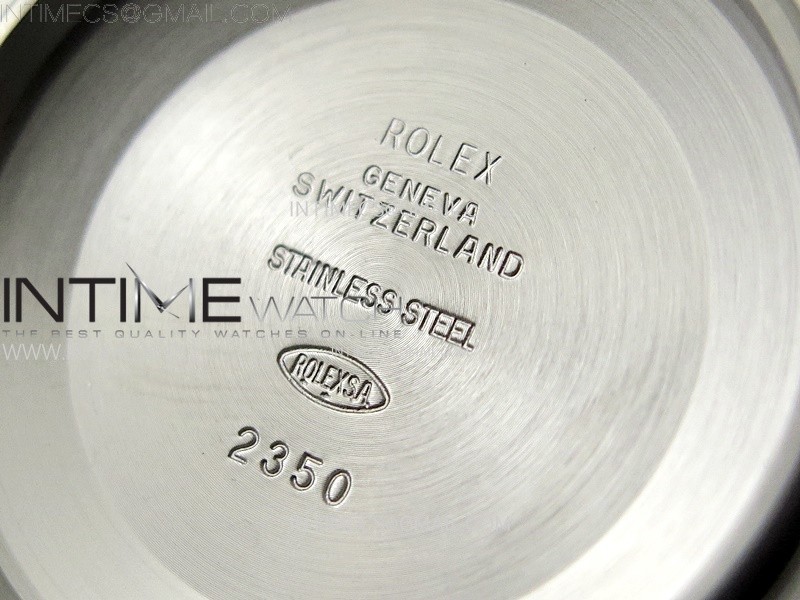 INTIMECS@GMAIL.COM
ROLEX
GENEVA
SWITZERLAND
STAINLESS STEEL
INTIME WATCH
THE BEST QUALITY WATCHES ON-LINE
WWW.
ROLEXSA
2350